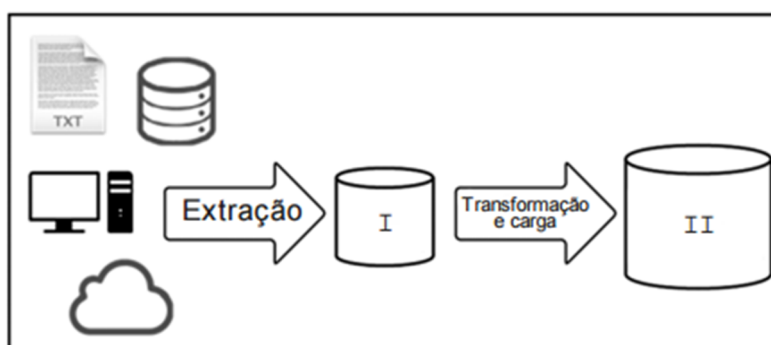 TXT
Extração
I
Transformação
e carga
II